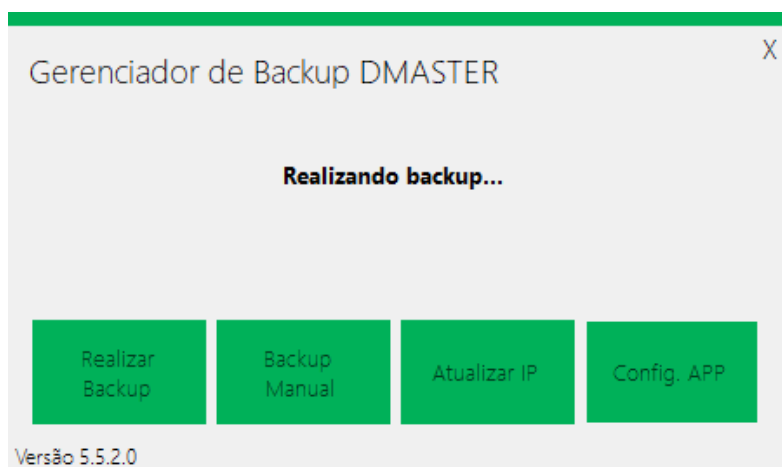 X
Gerenciador de Backup DMASTER
Realizando backup...
Realizar
Backup
Backup
Manual
Atualizar IP
Config. APP
Versão 5.5.2.0